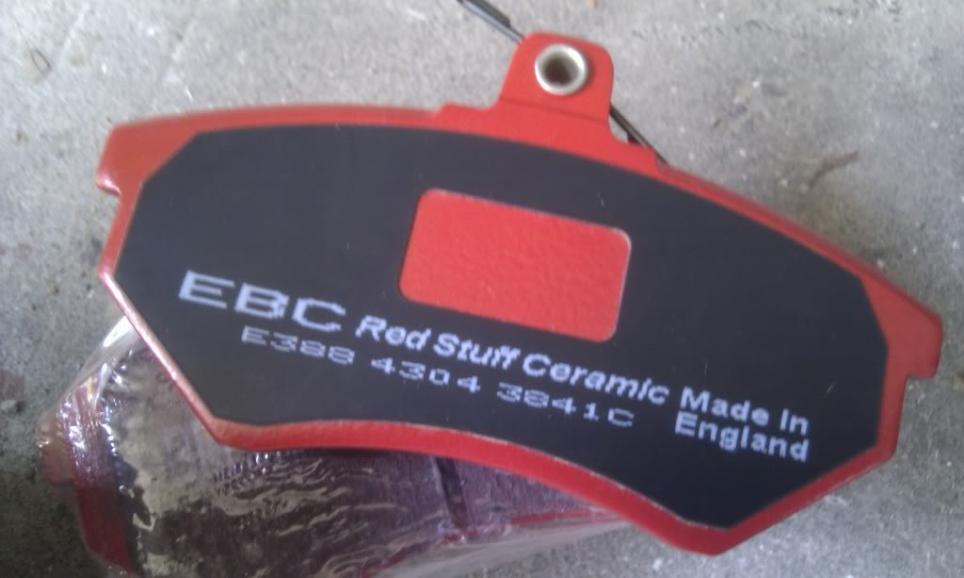 EBC Red Stuff Ceramic Made in
E388 4304 3841C England